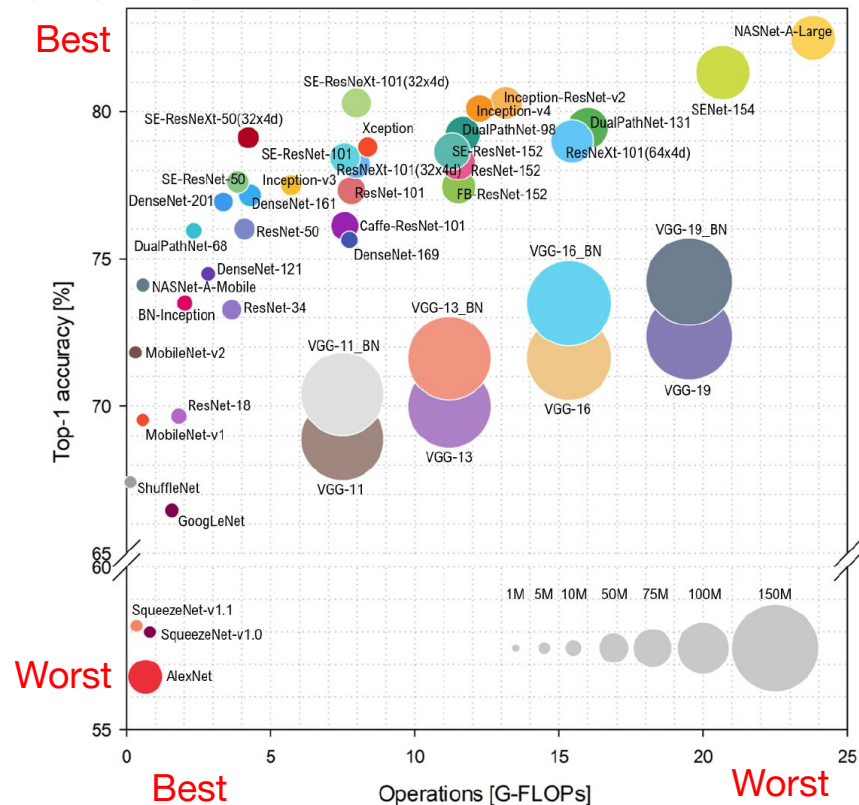 Best
NASNet-A-Large
SE-ResNeXt-101(32x4d)
80
Inception-ResNet-v2
Inception-v4
SENet-154
SE-ResNeXt-50(32x4d)
Xception
DualPathNet-98
DualPathNet-131
SE-ResNet-101
SE-ResNet-152
ResNeXt-101(64x4d)
ResNeXt-101(32x4d)
ResNet-152
SE-ResNet-50
Inception-v3
ResNet-101
FB-ResNet-152
DenseNet-201
DenseNet-161
ResNet-50
Caffe-ResNet-101
DualPathNet-68
DenseNet-169
VGG-16_BN
VGG-19_BN
75
DenseNet-121
NASNet-A-Mobile
BN-Inception
ResNet-34
VGG-13_BN
VGG-11_BN
MobileNet-v2
VGG-19
70
ResNet-18
VGG-16
MobileNet-v1
VGG-13
VGG-11
ShuffleNet
GoogLeNet
Top-1 accuracy [%]
65
60
1M 5M 10M 50M 75M 100M 150M
SqueezeNet-v1.1
SqueezeNet-v1.0
Worst
AlexNet
55
0 5 10 15 20 25
Best
Operations [G-FLOPs]
Worst